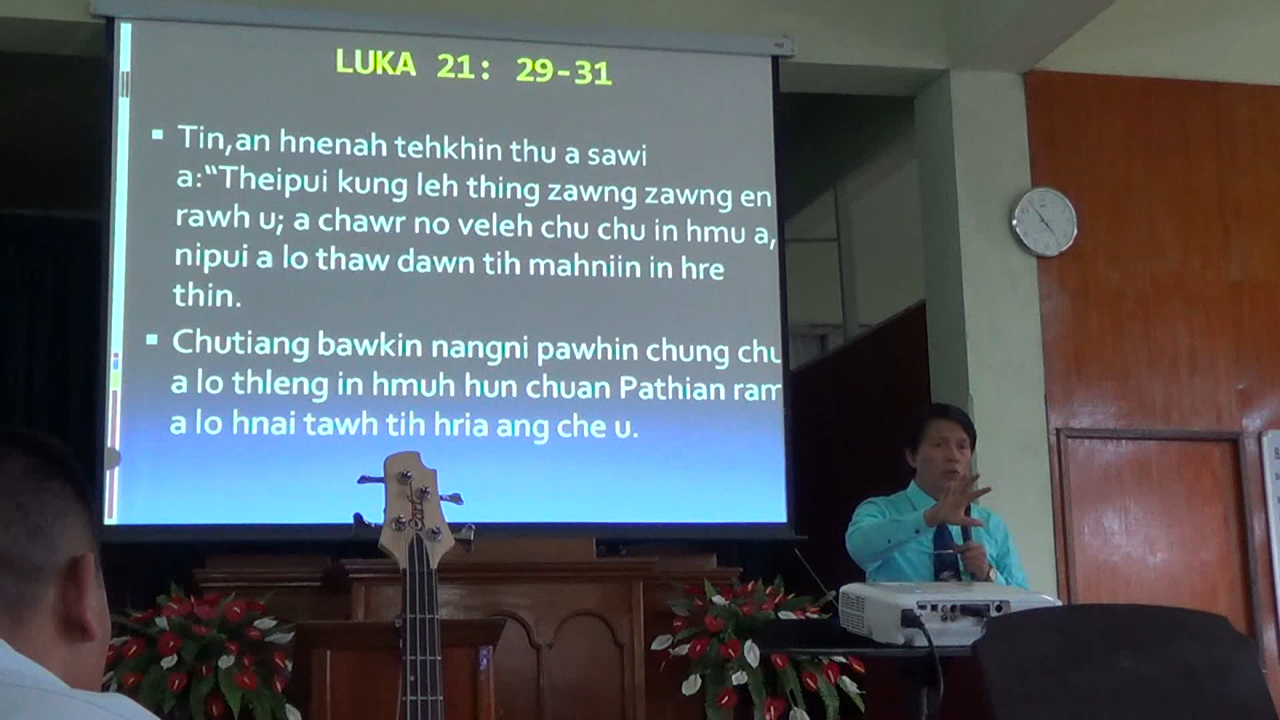 LUKA 21: 29-31
Tin,an hnenah tehkhin thu a sawi
a:“Theipui kung leh thing zawng zawng en
rawh u; a chawr no veleh chu chu in hmu a,
nipui a lo thaw dawn tih mahniin in hre
thin.
Chutiang bawkin nangni pawhin chung chu
a lo thleng in hmuh hun chuan Pathian ram
a lo hnai tawh tih hria ang che u.
Cort